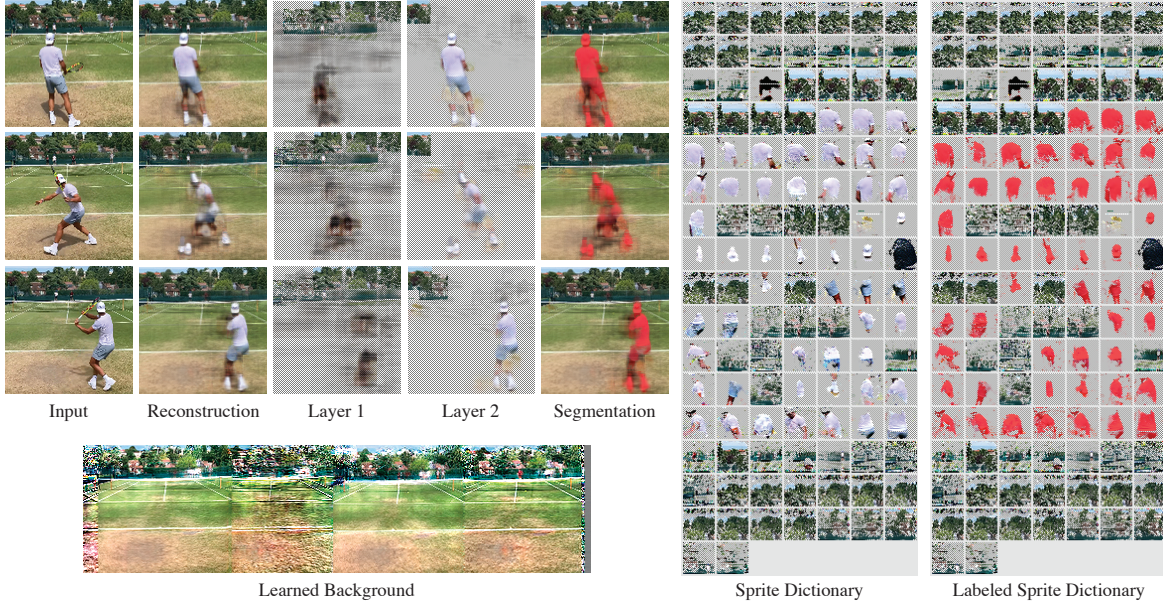 Input
Reconstruction
Layer 1
Layer 2
Segmentation
Learned Background
Sprite Dictionary
Labeled Sprite Dictionary